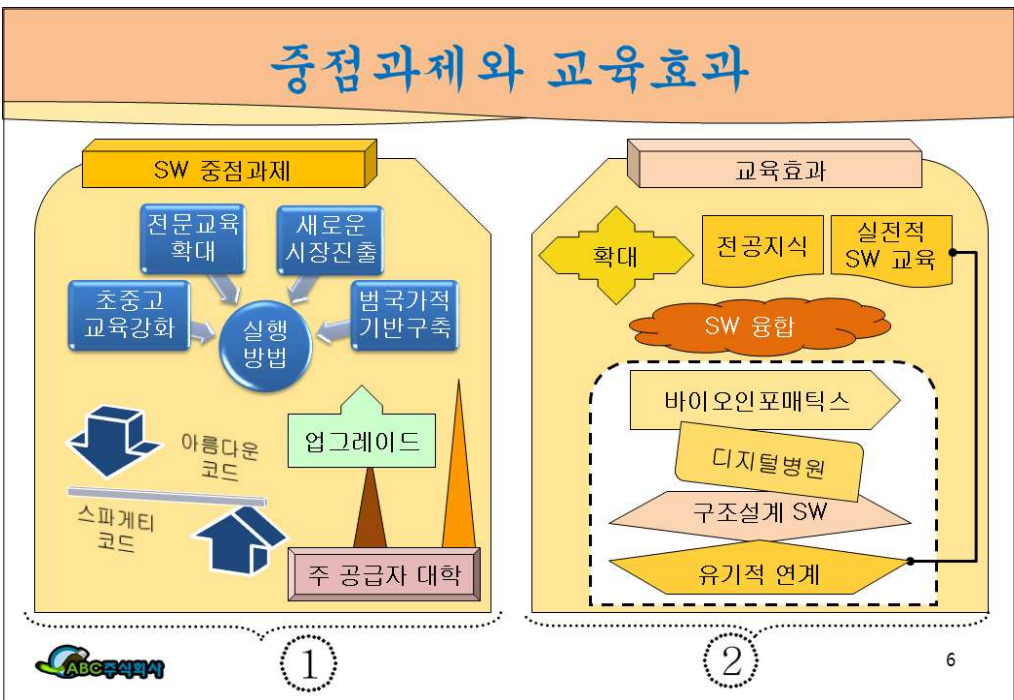 중점과제와 교육효과
SW 중점과제
전문교육
확대
새로운
시장진출
초중고
교육강화
범국가적
기반구축
실행
방법
아름다운
코드
스파게티
코드
업그레이드
주 공급자 대학
교육효과
확대
전공지식
실전적
SW 교육
SW 융합
바이오인포매틱스
디지털병원
구조설계 SW
유기적 연계
1
2
ABC주식회사
6